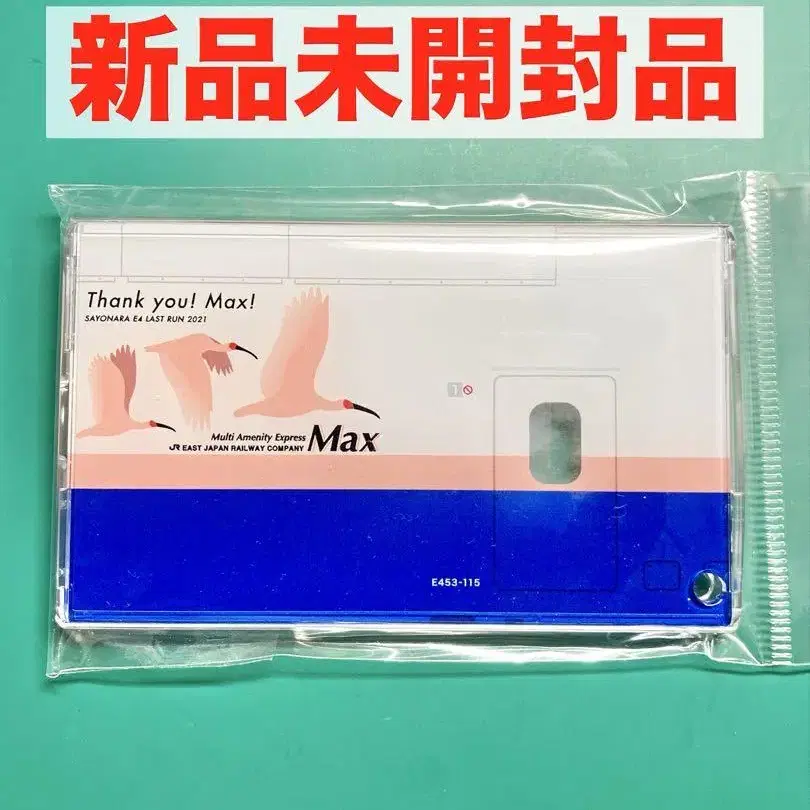 新品未開封品
Thank you! Max!
SAYONARA E4 LAST RUN 2021
1
Multi Amenity Express Max
JR EAST JAPAN RAILWAY COMPANY
E453-115